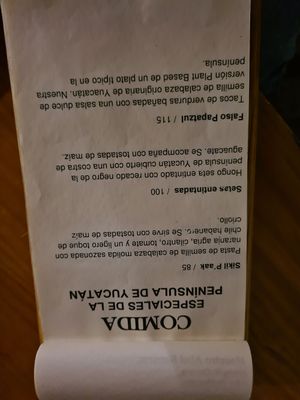 COMIDA
ESPECIALES DE LA
PENÍNSULA DE YUCATÁN
Sikil P'aak / 85
Pasta de semilla de calabaza molida sazonada con
naranja agria, cilantro, tomate y un ligero toque de
chile habanero. Se sirve con tostadas de maíz
criollo.
Setas entintadas / 100
Hongo sets entintado con recado negro de la
península de Yucatán con cubierto con una costra de
aguacate. Se acompaña con tostadas de maíz.
Falso Papatzul / 115
Tacos de verduras bañadas con una salsa dulce de
semilla de calabaza originaria de Yucatán. Nuestra
versión Plant Based de un plato típico en la
península.